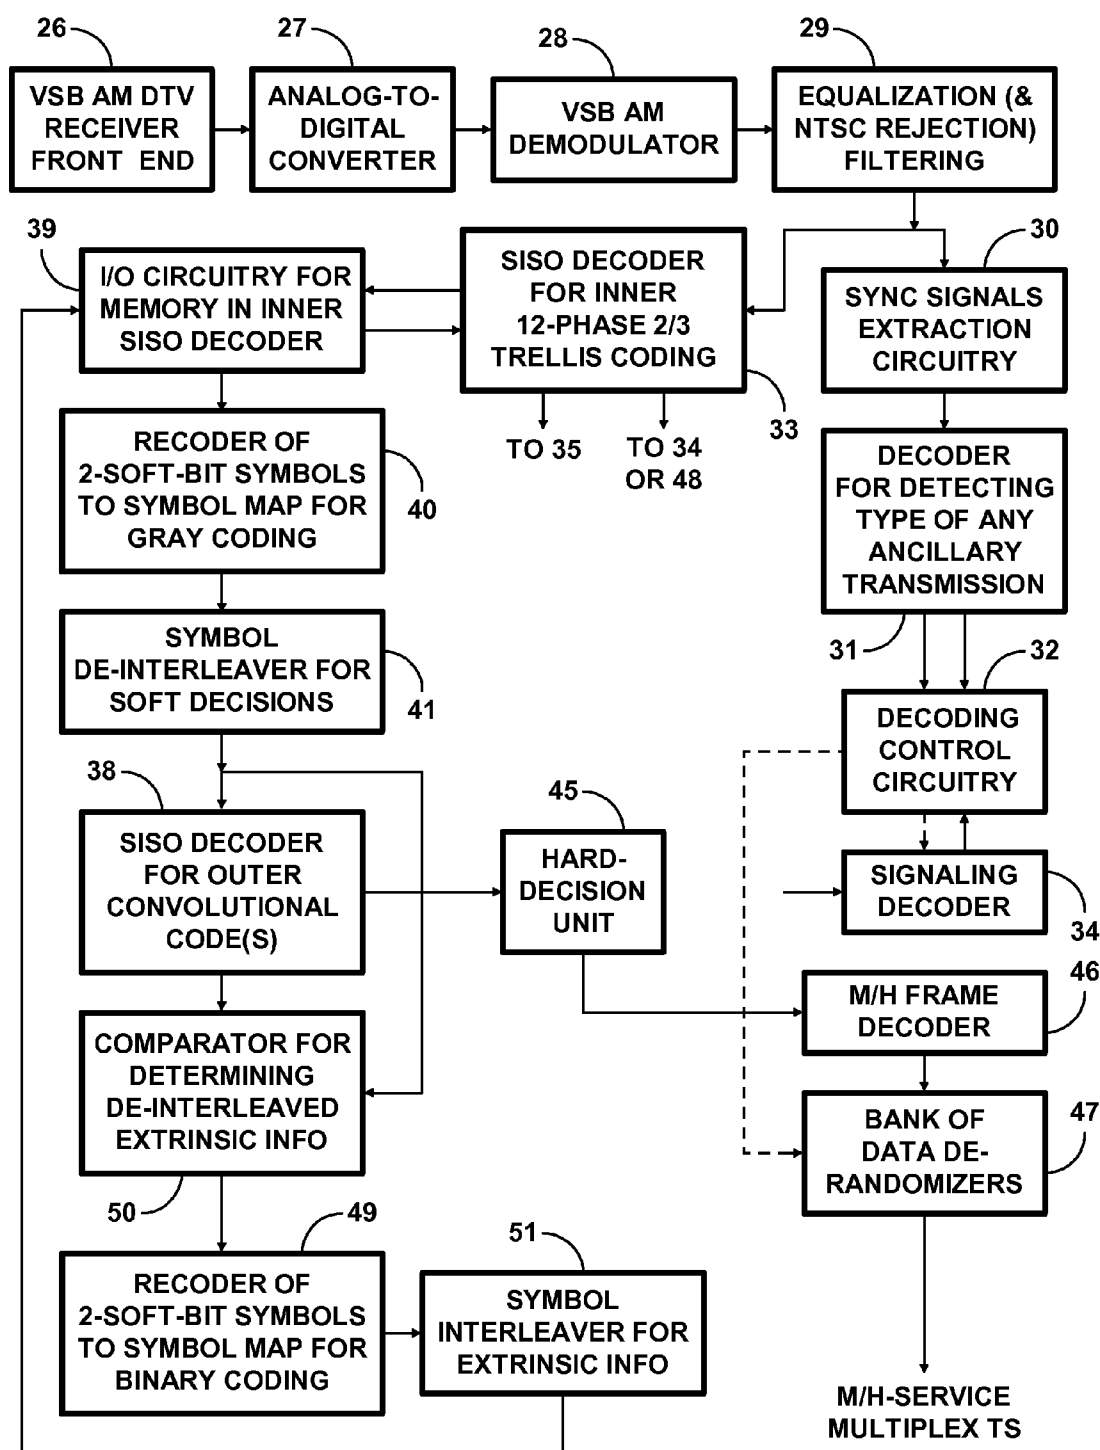 26
27
28
29
VSB AM DTV
RECEIVER
FRONT END
ANALOG-TO-
DIGITAL
CONVERTER
VSB AM
DEMODULATOR
EQUALIZATION (&
NTSC REJECTION)
FILTERING
39
I/O CIRCUITRY FOR
MEMORY IN INNER
SISO DECODER
SISO DECODER
FOR INNER
12-PHASE 2/3
TRELLIS CODING
33
TO 35
TO 34
OR 48
30
SYNC SIGNALS
EXTRACTION
CIRCUITRY
RECODER OF
2-SOFT-BIT SYMBOLS
TO SYMBOL MAP FOR
GRAY CODING
40
DECODER
FOR DETECTING
TYPE OF ANY
ANCILLARY
TRANSMISSION
31
32
SYMBOL
DE-INTERLEAVER FOR
SOFT DECISIONS
41
DECODING
CONTROL
CIRCUITRY
38
SISO DECODER
FOR OUTER
CONVOLUTIONAL
CODE(S)
45
HARD-
DECISION
UNIT
SIGNALING
DECODER
34
46
M/H FRAME
DECODER
COMPARATOR FOR
DETERMINING
DE-INTERLEAVED
EXTRINSIC INFO
50
47
BANK OF
DATA DE-
RANDOMIZERS
49
RECODER OF
2-SOFT-BIT SYMBOLS
TO SYMBOL MAP FOR
BINARY CODING
51
SYMBOL
INTERLEAVER FOR
EXTRINSIC INFO
M/H-SERVICE
MULTIPLEX TS